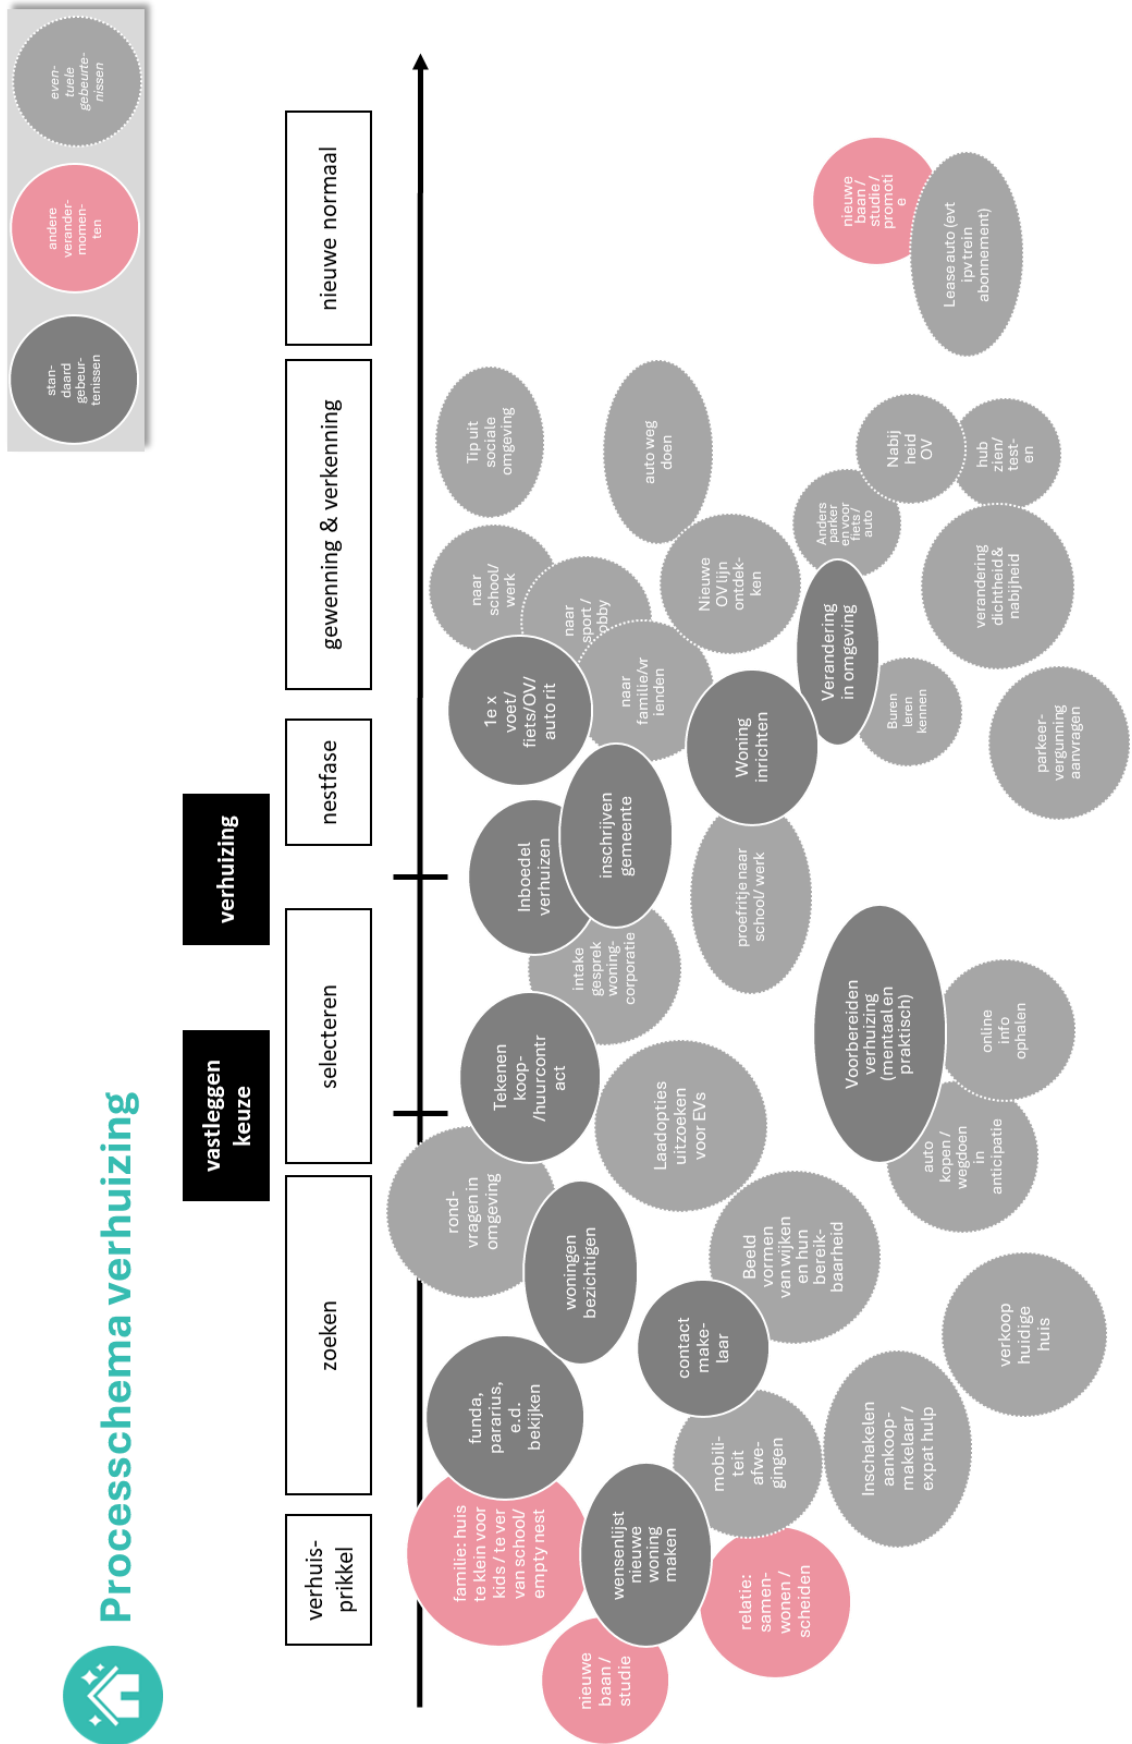 Processchema verhuizing
stan-
daard
gebeur-
tenissen
andere
verander-
momen-
ten
even-
tuele
gebeurte-
nissen
vastleggen
keuze
verhuizing
verhuis-
prikkel
zoeken
selecteren
nestfase
gewenning & verkenning
nieuwe normaal
familie: huis
te klein voor
kids / te ver
van school/
empty nest
nieuwe
baan /
studie
wensenlijst
nieuwe
woning
maken
relatie:
samen-
wonen /
scheiden
funda,
pararius,
e.d.
bekijken
mobili-
teit
afwe-
gingen
Inschakelen
aankoop-
makelaar /
expat hulp
contact
make-
laar
verkoop
huidige
huis
woningen
bezichtigen
rond-
vragen in
omgeving
Beeld
vormen
van wijken
en hun
bereik-
baarheid
Laadopties
uitzoeken
voor EVs
auto
kopen /
wegdoen
in
anticipatie
Tekenen
koop-
/huurcontr
act
Voorbereiden
verhuizing
(mentaal en
praktisch)
online
info
ophalen
intake
gesprek
woning-
corporatie
Inboedel
verhuizen
inschrijven
gemeente
proefritje naar
school/ werk
Woning
inrichten
1e x
voet/
fiets/OV/
auto rit
naar
school/
werk
naar
sport /
obby
naar
familie/vr
ienden
Nieuwe
OV lijn
ontdek-
ken
Verandering
in omgeving
Buren
leren
kennen
parkeer-
vergunning
aanvragen
Tip uit
sociale
omgeving
auto weg
doen
Anders
parker
en voor
fiets /
auto
Nabij
heid
OV
hub
zien/
test-
en
verandering
dichtheid &
nabijheid
nieuwe
baan /
studie /
promoti
e
Lease auto (evt
ipv trein
abonnement)